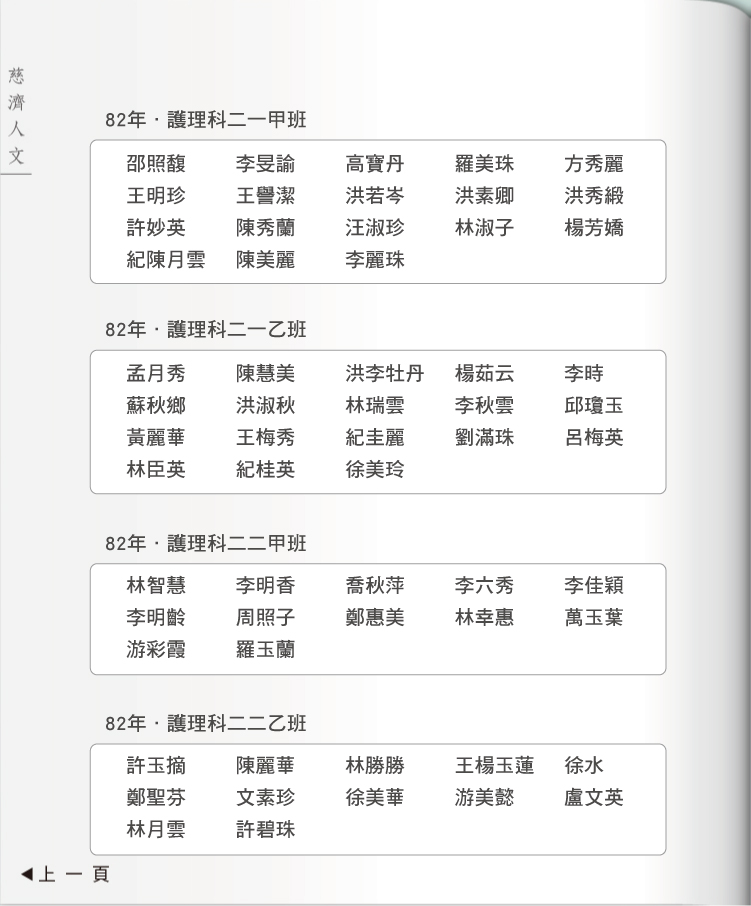 慈濟人文
82年．護理科二一甲班
邵照馥 李旻諭 高寶丹 羅美珠 方秀麗
王明珍 王譽潔 洪若岑 洪素卿 洪秀緞
許妙英 陳秀蘭 汪淑珍 林淑子 楊芳嬌
紀陳月雲 陳美麗 李麗珠
82年．護理科二一乙班
孟月秀 陳慧美 洪李牡丹 楊茹云 李時
蘇秋鄉 洪淑秋 林瑞雲 李秋雲 邱瓊玉
黃麗華 王梅秀 紀圭麗 劉滿珠 呂梅英
林臣英 紀桂英 徐美玲
82年．護理科二二甲班
林智慧 李明香 喬秋萍 李六秀 李佳穎
李明齡 周照子 鄭惠美 林幸惠 萬玉葉
游彩霞 羅玉蘭
82年．護理科二二乙班
許玉摘 陳麗華 林勝勝 王楊玉蓮 徐水
鄭聖芬 文素珍 徐美華 游美懿 盧文英
林月雲 許碧珠
◀上一頁